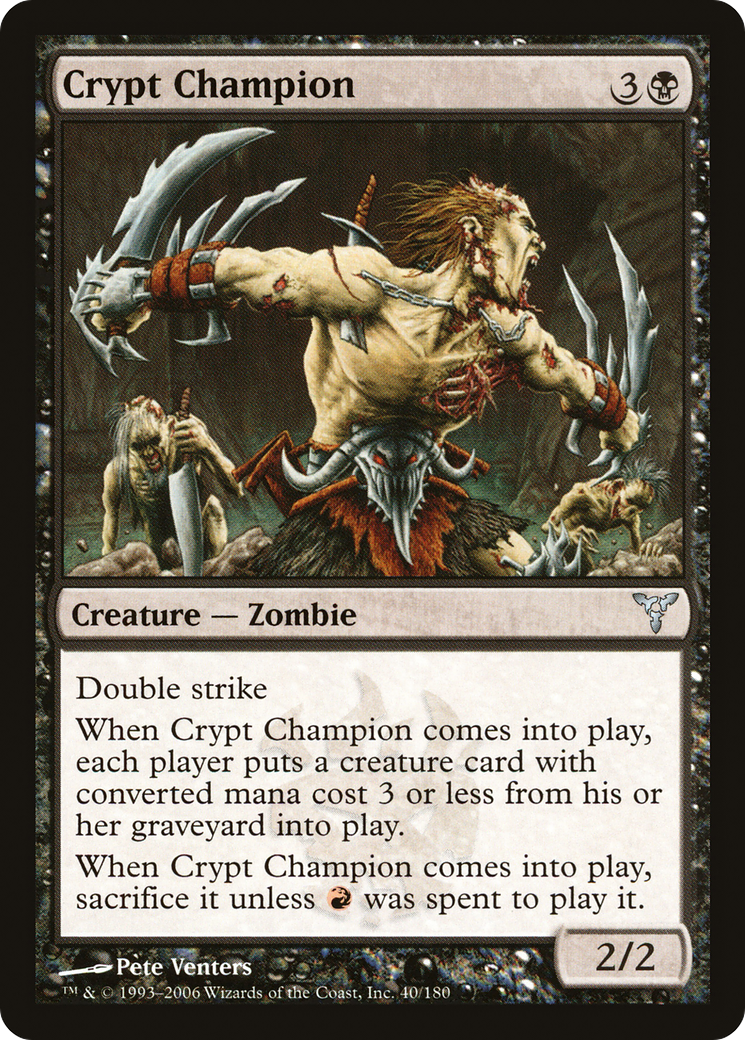 Crypt Champion 3
Creature — Zombie
Double strike
When Crypt Champion comes into play,
each player puts a creature card with
converted mana cost 3 or less from his or
her graveyard into play.
When Crypt Champion comes into play,
sacrifice it unless was spent to play it.
2/2
Pete Venters
™ & © 1993–2006 Wizards of the Coast, Inc. 40/180